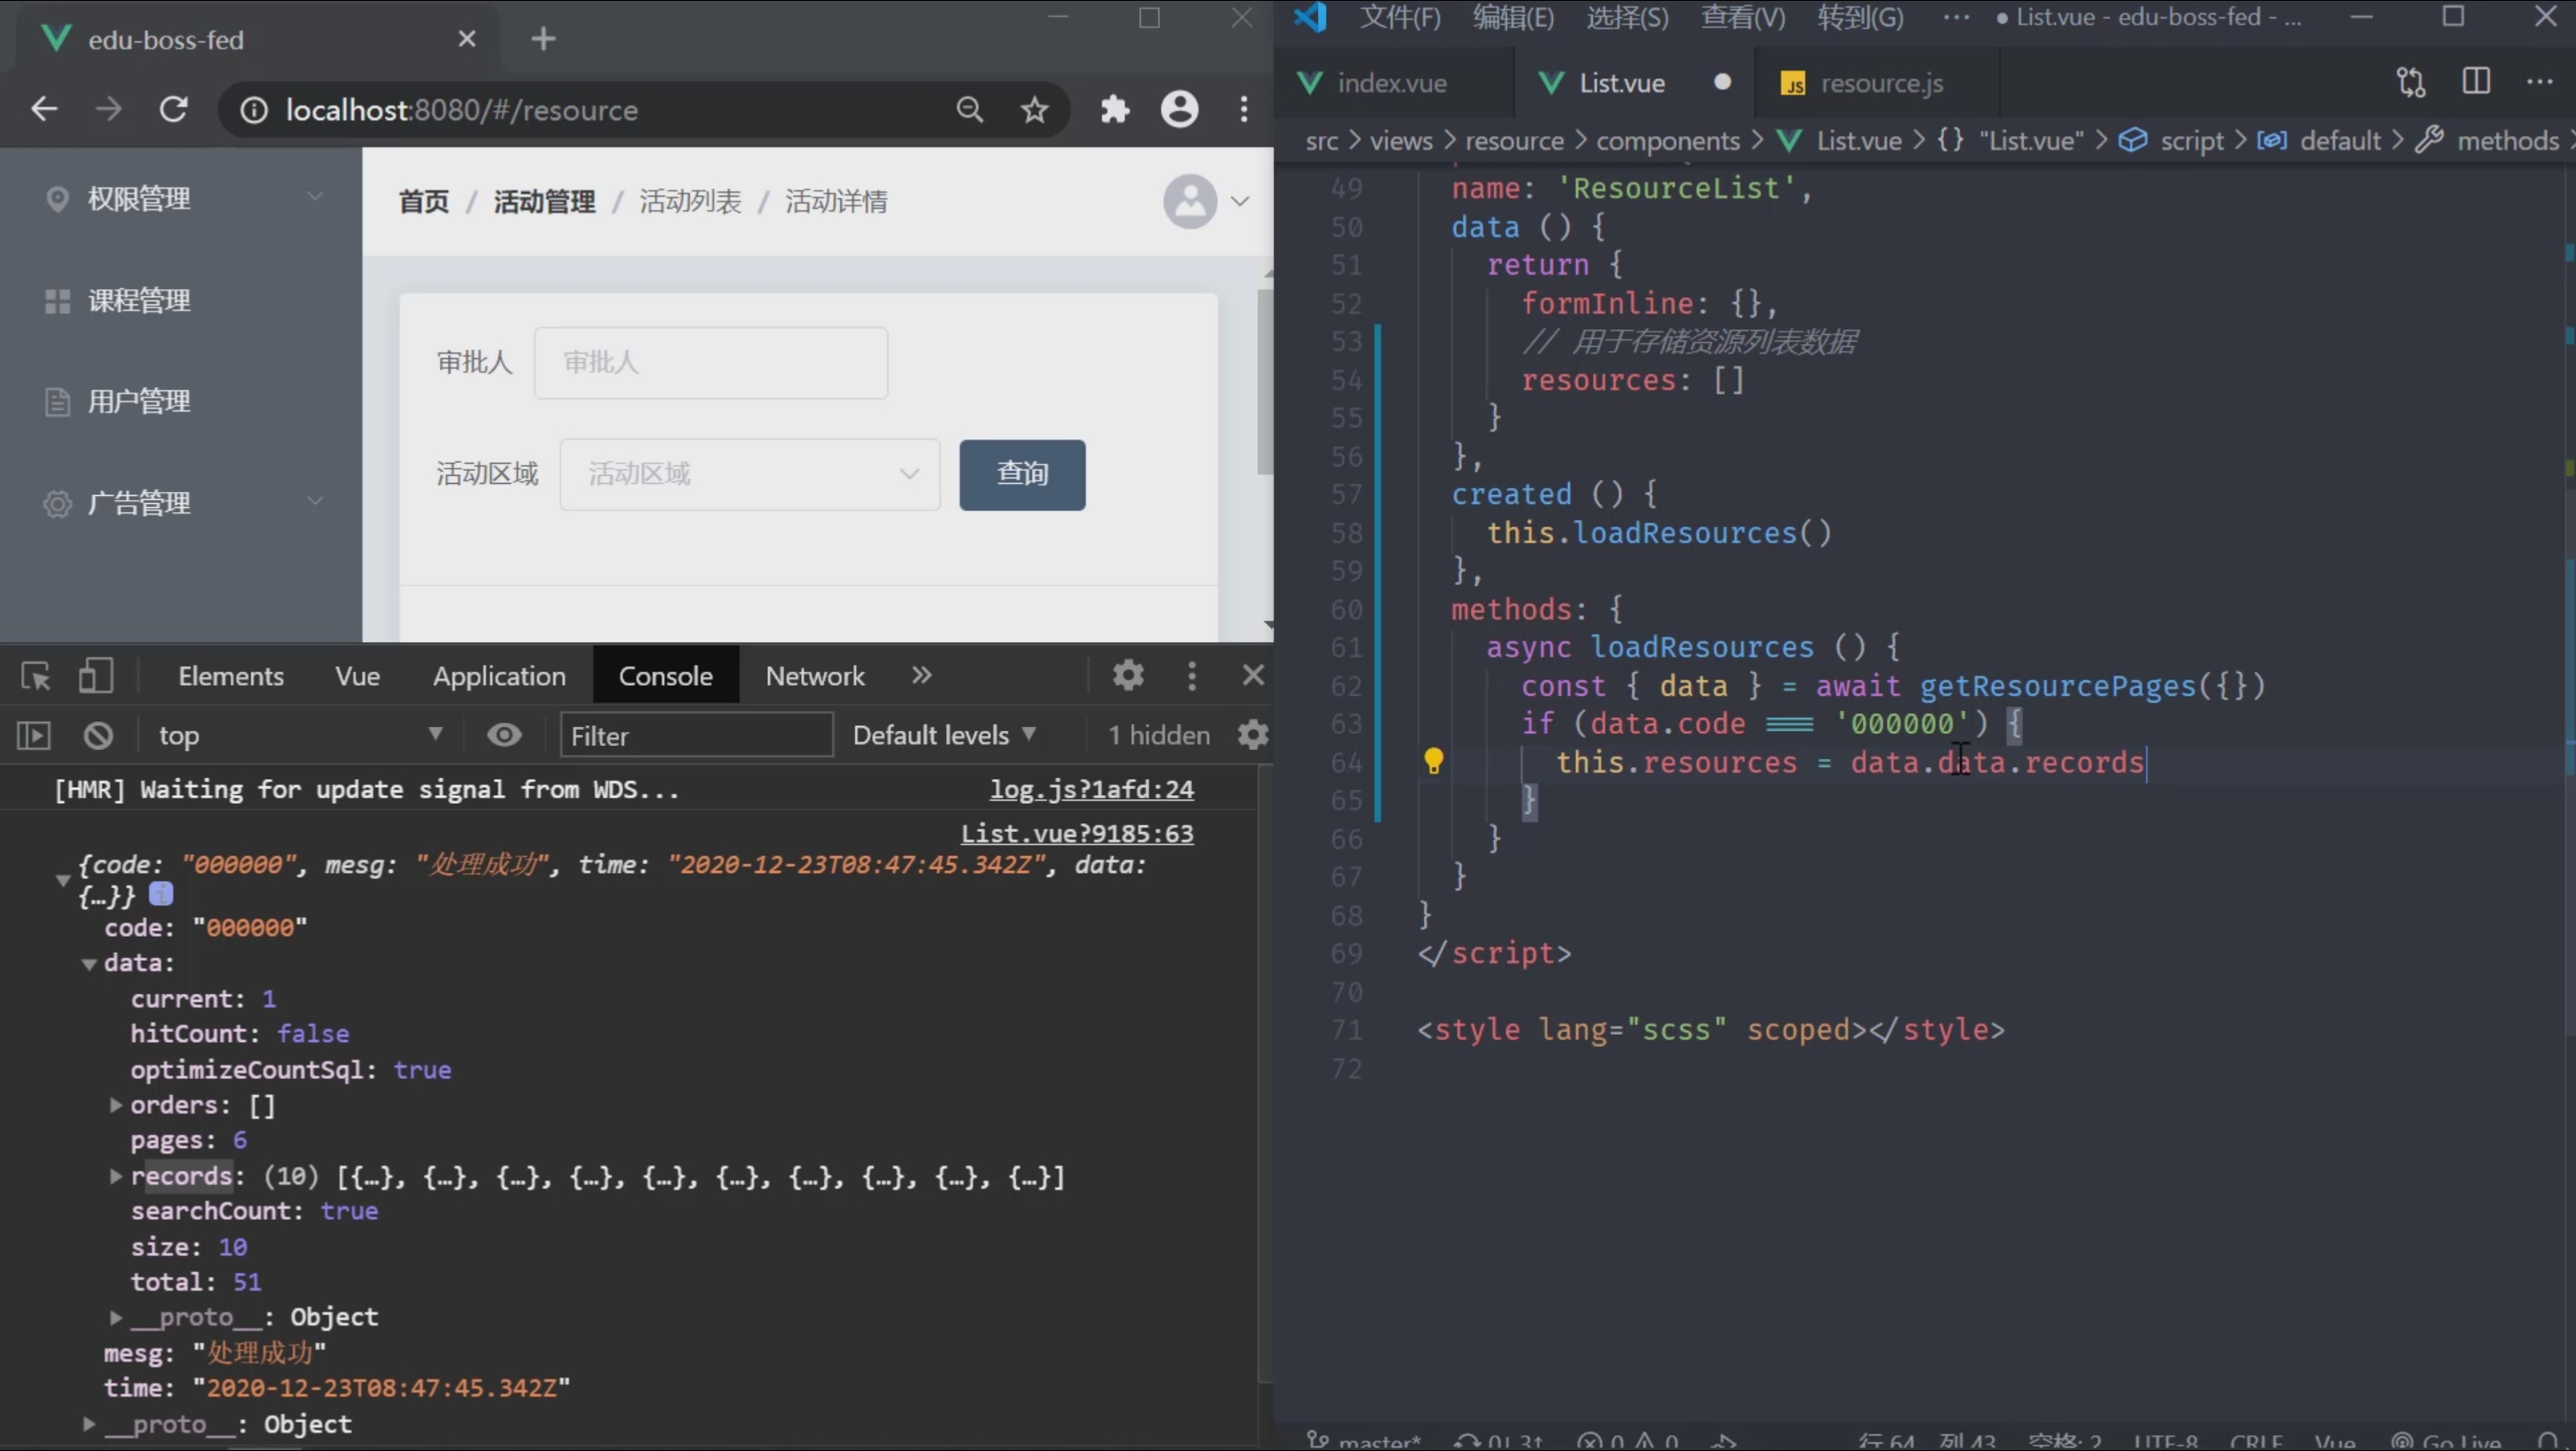 edu-boss-fed
localhost:8080/#/resource
权限管理
课程管理
用户管理
广告管理
首页 / 活动管理 / 活动列表 / 活动详情
审批人 审批人
活动区域 活动区域 查询
Elements Vue Application Console Network
top Filter Default levels 1 hidden
[HMR] Waiting for update signal from WDS... log.js?1afd:24
List.vue?9185:63
{code: "000000", mesg: "处理成功", time: "2020-12-23T08:47:45.342Z", data:
{…}}
code: "000000"
data:
current: 1
hitCount: false
optimizeCountSql: true
orders: []
pages: 6
records: (10) [{…}, {…}, {…}, {…}, {…}, {…}, {…}, {…}, {…}, {…}]
searchCount: true
size: 10
total: 51
__proto__: Object
mesg: "处理成功"
time: "2020-12-23T08:47:45.342Z"
__proto__: Object
文件(F) 编辑(E) 选择(S) 查看(V) 转到(G) ··· ● List.vue - edu-boss-fed - ...
index.vue List.vue JS resource.js
src > views > resource > components > List.vue > {} "List.vue" > script > default > methods
49 name: 'ResourceList',
50 data () {
51 return {
52 formInline: {},
53 // 用于存储资源列表数据
54 resources: []
55 }
56 },
57 created () {
58 this.loadResources()
59 },
60 methods: {
61 async loadResources () {
62 const { data } = await getResourcePages({})
63 if (data.code === '000000') {
64 this.resources = data.data.records
65 }
66 }
67 }
68 }
69 </script>
70
71 <style lang="scss" scoped></style>
72
master* 0↓ 3↑ 0 0 行 64, 列 43 空格: 2 UTF-8 CRLF Vue Go Live